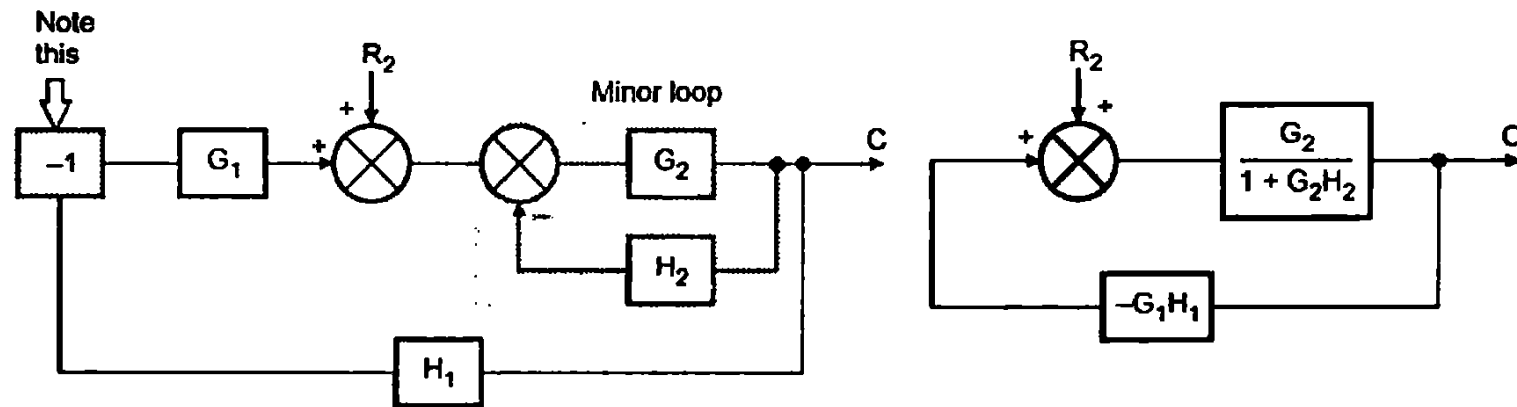 Note
this
R₂
+
Minor loop
–1
G₁
+
G₂
C
–
H₂
H₁
R₂
+
+
G₂
1 + G₂H₂
C
–G₁H₁